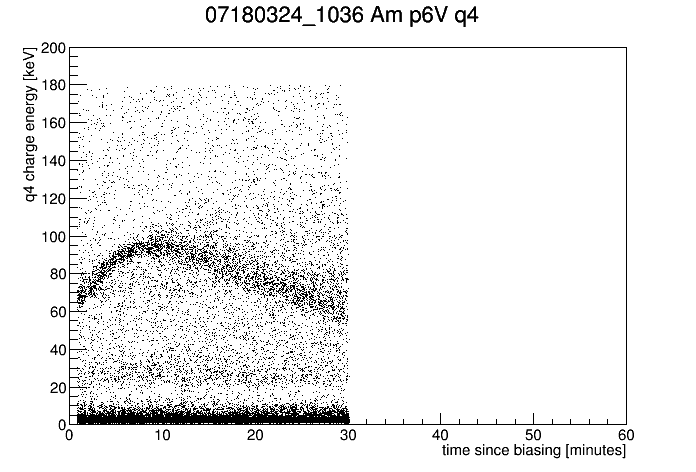 07180324_1036 Am p6V q4
q4 charge energy [keV]
200
180
160
140
120
100
80
60
40
20
0
0 10 20 30 40 50 60
time since biasing [minutes]